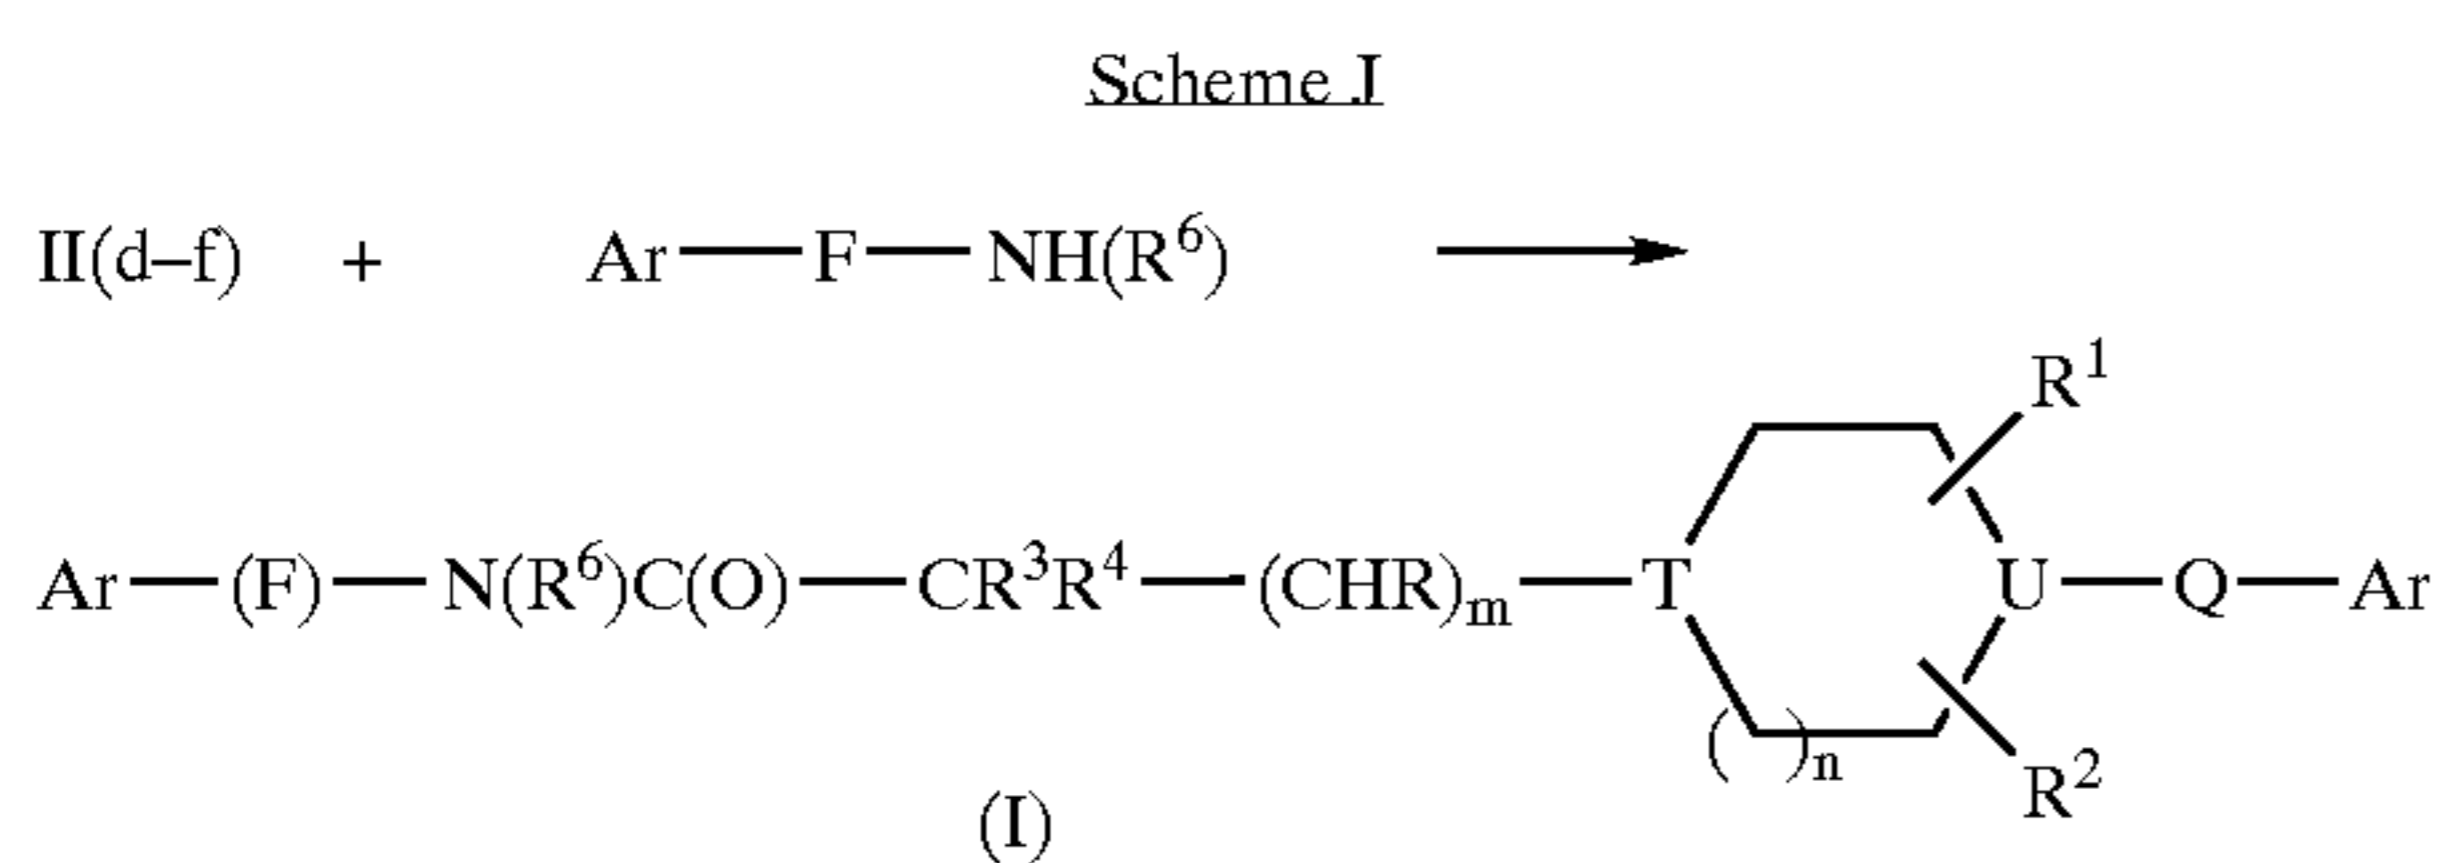 Scheme J
II(d–f) + Ar—F—NH(R⁶) ⟶
R¹
Ar—(F)—N(R⁶)C(O)—CR³R⁴—(CHR)ₘ—T U—Q—Ar
( )ₙ
R²
(I)